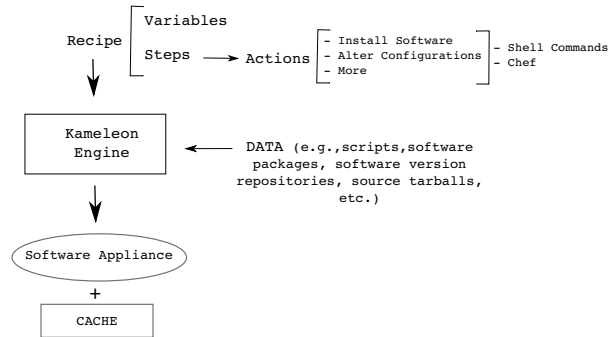 Variables
Recipe
Steps
Actions
- Install Software
- Alter Configurations
- More
- Shell Commands
- Chef
Kameleon
Engine
DATA (e.g.,scripts,software
packages, software version
repositories, source tarballs,
etc.)
Software Appliance
+
CACHE